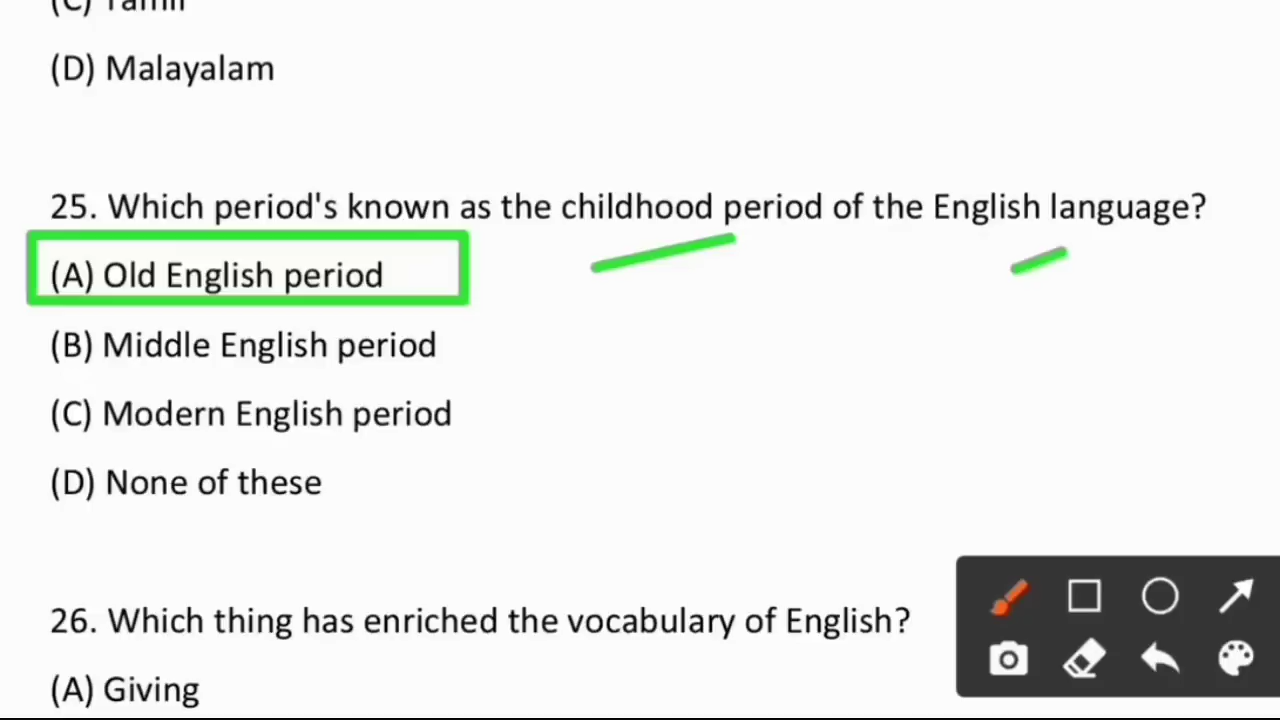 (C) Tamil
(D) Malayalam
25. Which period's known as the childhood period of the English language?
(A) Old English period
(B) Middle English period
(C) Modern English period
(D) None of these
26. Which thing has enriched the vocabulary of English?
(A) Giving